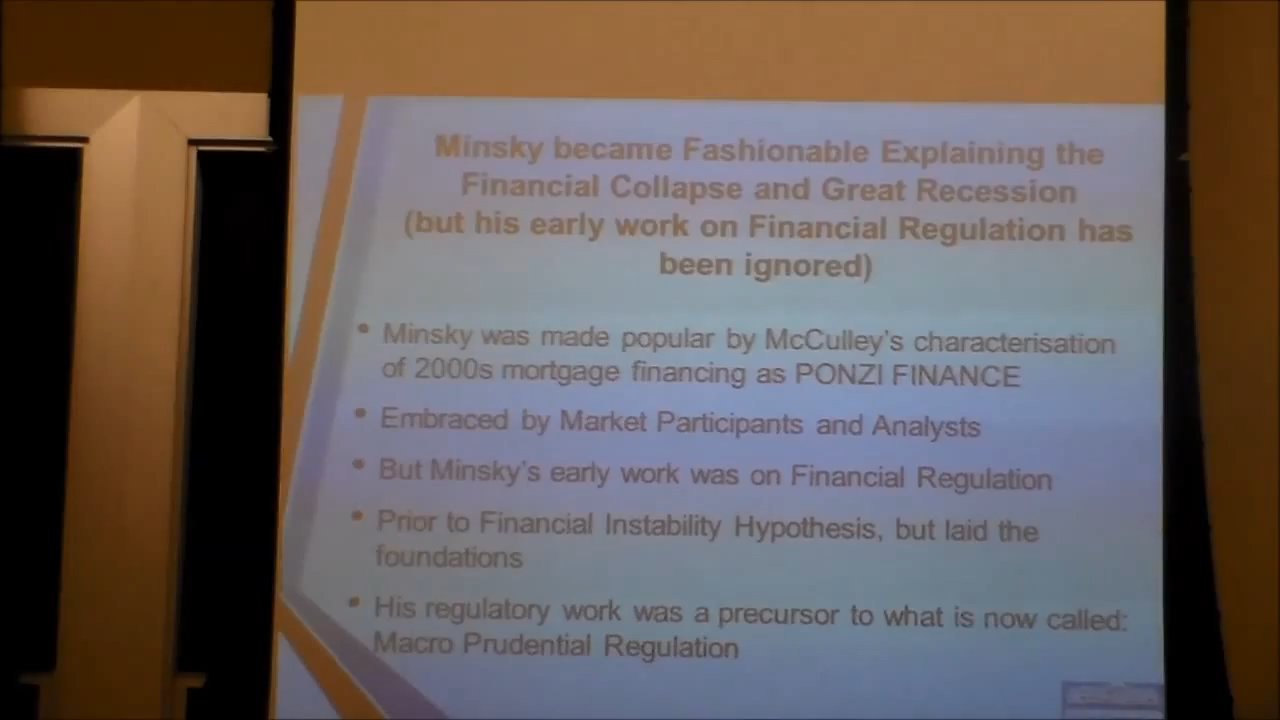 Minsky became Fashionable Explaining the
Financial Collapse and Great Recession
(but his early work on Financial Regulation has
been ignored)
• Minsky was made popular by McCulley's characterisation
of 2000s mortgage financing as PONZI FINANCE
• Embraced by Market Participants and Analysts
• But Minsky's early work was on Financial Regulation
• Prior to Financial Instability Hypothesis, but laid the
foundations
• His regulatory work was a precursor to what is now called:
Macro Prudential Regulation